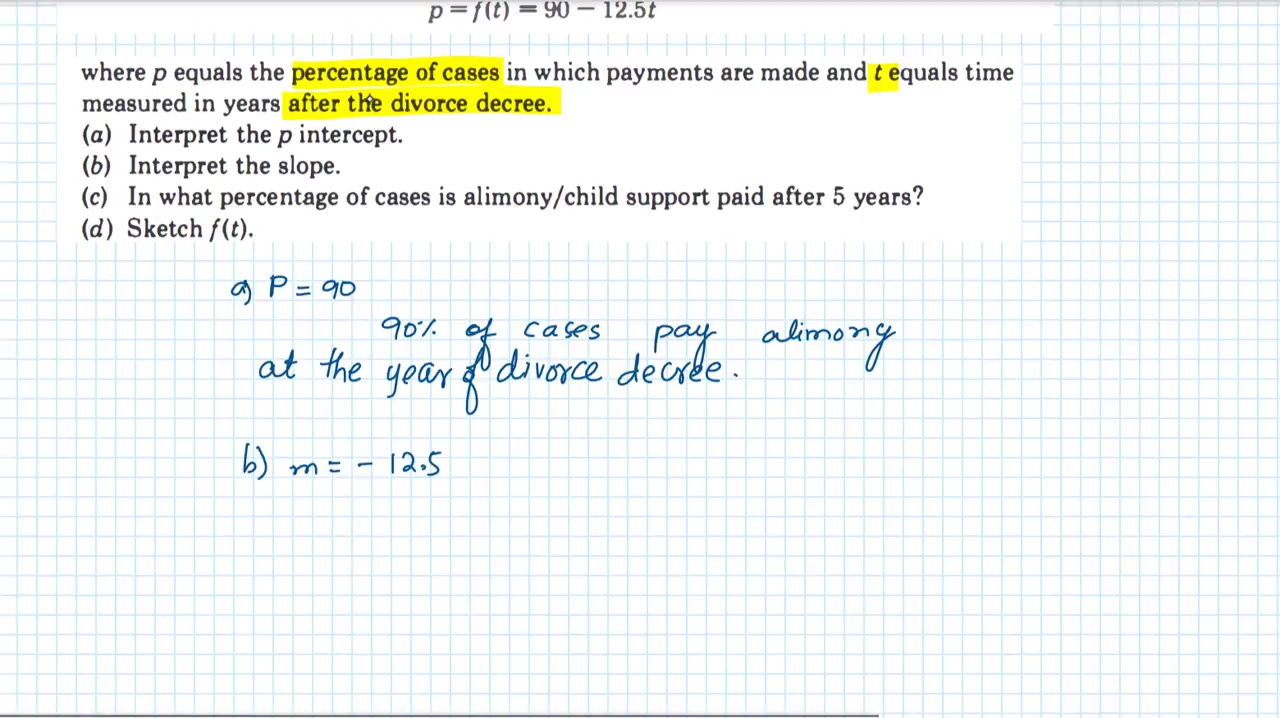 p = f(t) = 90 − 12.5t
where p equals the percentage of cases in which payments are made and t equals time
measured in years after the divorce decree.
(a) Interpret the p intercept.
(b) Interpret the slope.
(c) In what percentage of cases is alimony/child support paid after 5 years?
(d) Sketch f(t).
a) P = 90
90% of cases pay alimony
at the year of divorce decree.
b) m = - 12.5